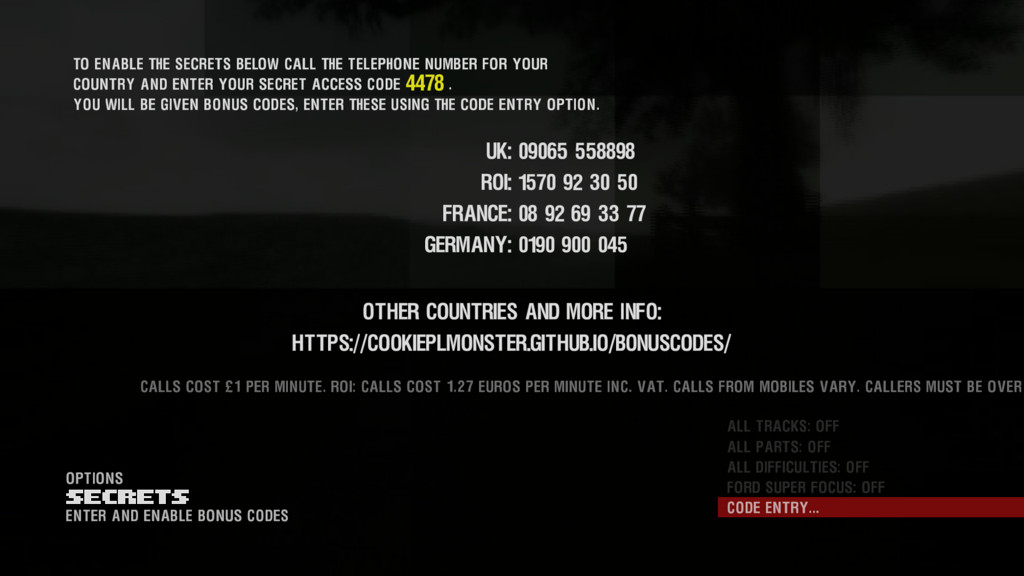 TO ENABLE THE SECRETS BELOW CALL THE TELEPHONE NUMBER FOR YOUR
COUNTRY AND ENTER YOUR SECRET ACCESS CODE 4478 .
YOU WILL BE GIVEN BONUS CODES, ENTER THESE USING THE CODE ENTRY OPTION.
UK: 09065 558898
ROI: 1570 92 30 50
FRANCE: 08 92 69 33 77
GERMANY: 0190 900 045
OTHER COUNTRIES AND MORE INFO:
HTTPS://COOKIEPLMONSTER.GITHUB.IO/BONUSCODES/
CALLS COST £1 PER MINUTE. ROI: CALLS COST 1.27 EUROS PER MINUTE INC. VAT. CALLS FROM MOBILES VARY. CALLERS MUST BE OVER
ALL TRACKS: OFF
ALL PARTS: OFF
ALL DIFFICULTIES: OFF
FORD SUPER FOCUS: OFF
CODE ENTRY...
OPTIONS
SECRETS
ENTER AND ENABLE BONUS CODES